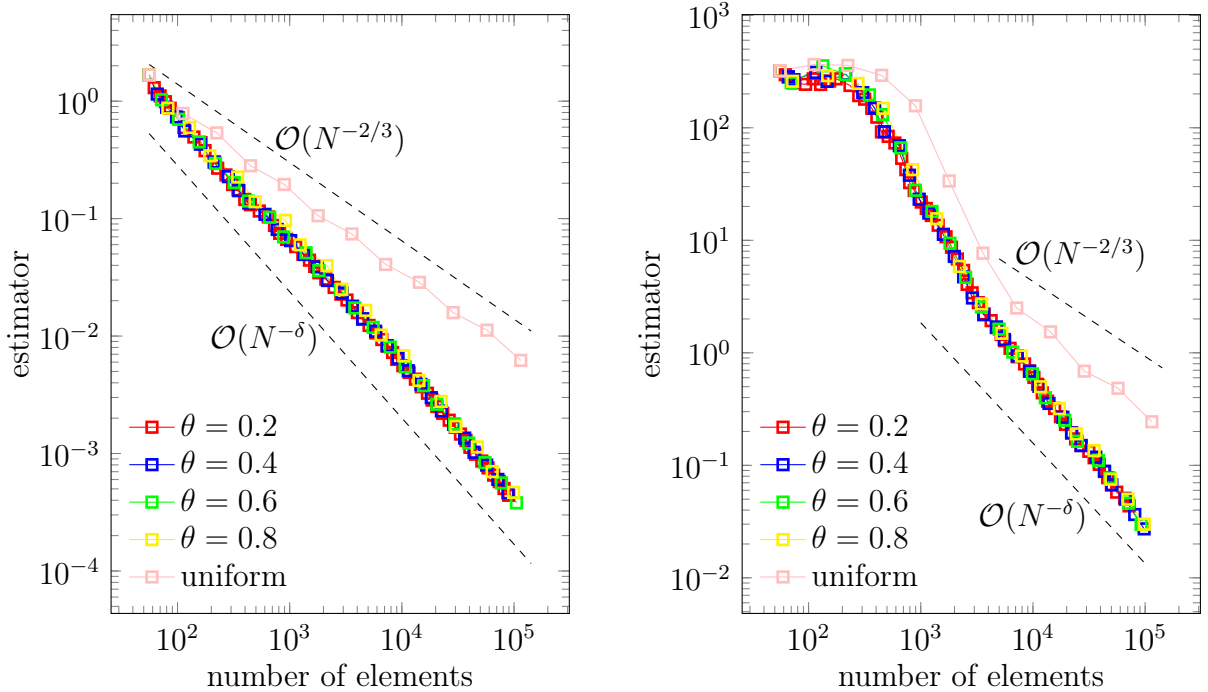 10^0
10^{-1}
10^{-2}
10^{-3}
10^{-4}
estimator
O(N^{-2/3})
O(N^{-δ})
θ = 0.2
θ = 0.4
θ = 0.6
θ = 0.8
uniform
10^2 10^3 10^4 10^5
number of elements
10^3
10^2
10^1
10^0
10^{-1}
10^{-2}
estimator
O(N^{-2/3})
O(N^{-δ})
θ = 0.2
θ = 0.4
θ = 0.6
θ = 0.8
uniform
10^2 10^3 10^4 10^5
number of elements